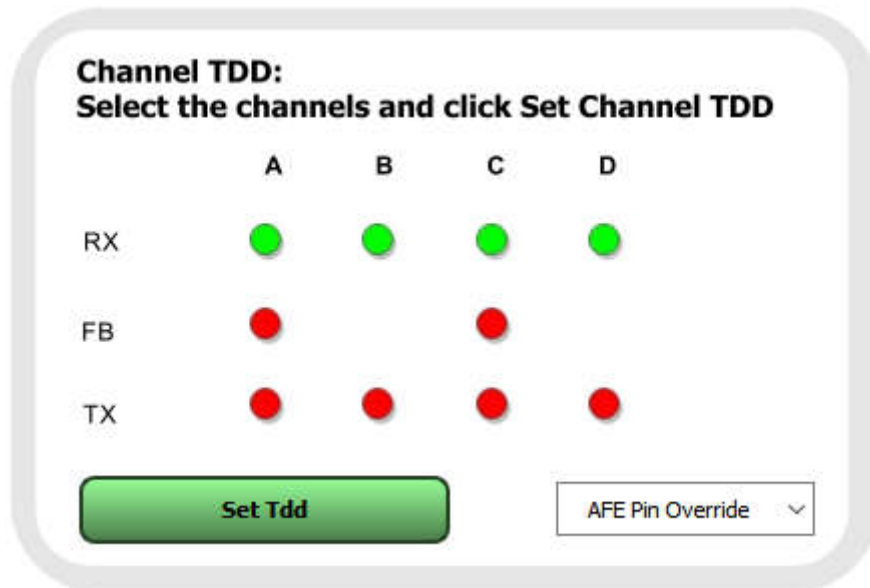 Channel TDD:
Select the channels and click Set Channel TDD
A B C D
RX
FB
TX
Set Tdd AFE Pin Override